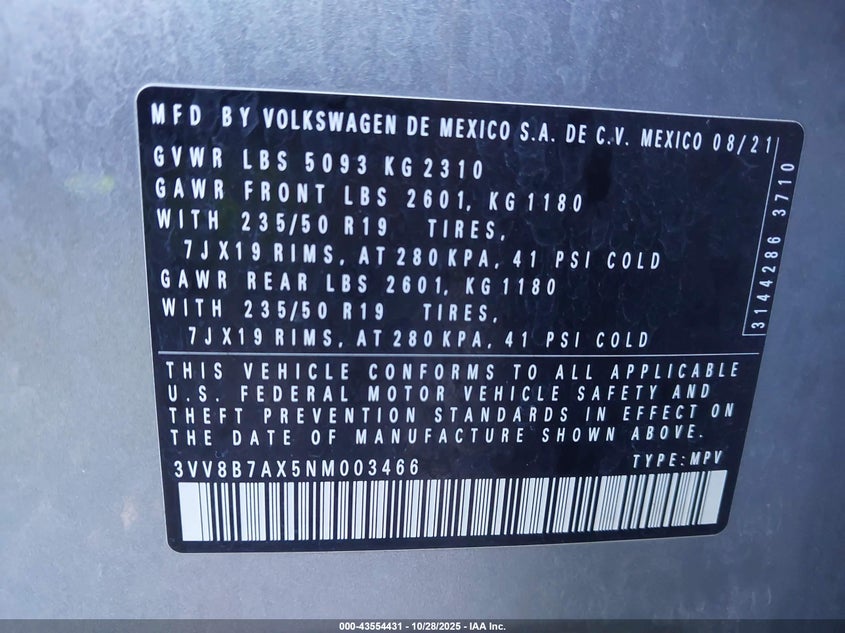 MFD BY VOLKSWAGEN DE MEXICO S.A. DE C.V. MEXICO 08/21
GVWR LBS 5093 KG 2310
GAWR FRONT LBS 2601, KG 1180
WITH 235/50 R19 TIRES,
7JX19 RIMS, AT 280 KPA, 41 PSI COLD
GAWR REAR LBS 2601, KG 1180
WITH 235/50 R19 TIRES,
7JX19 RIMS, AT 280 KPA, 41 PSI COLD
3144286 3710
THIS VEHICLE CONFORMS TO ALL APPLICABLE
U.S. FEDERAL MOTOR VEHICLE SAFETY AND
THEFT PREVENTION STANDARDS IN EFFECT ON
THE DATE OF MANUFACTURE SHOWN ABOVE.
3VV8B7AX5NM003466 TYPE: MPV
000-43554431 - 10/28/2025 - IAA Inc.